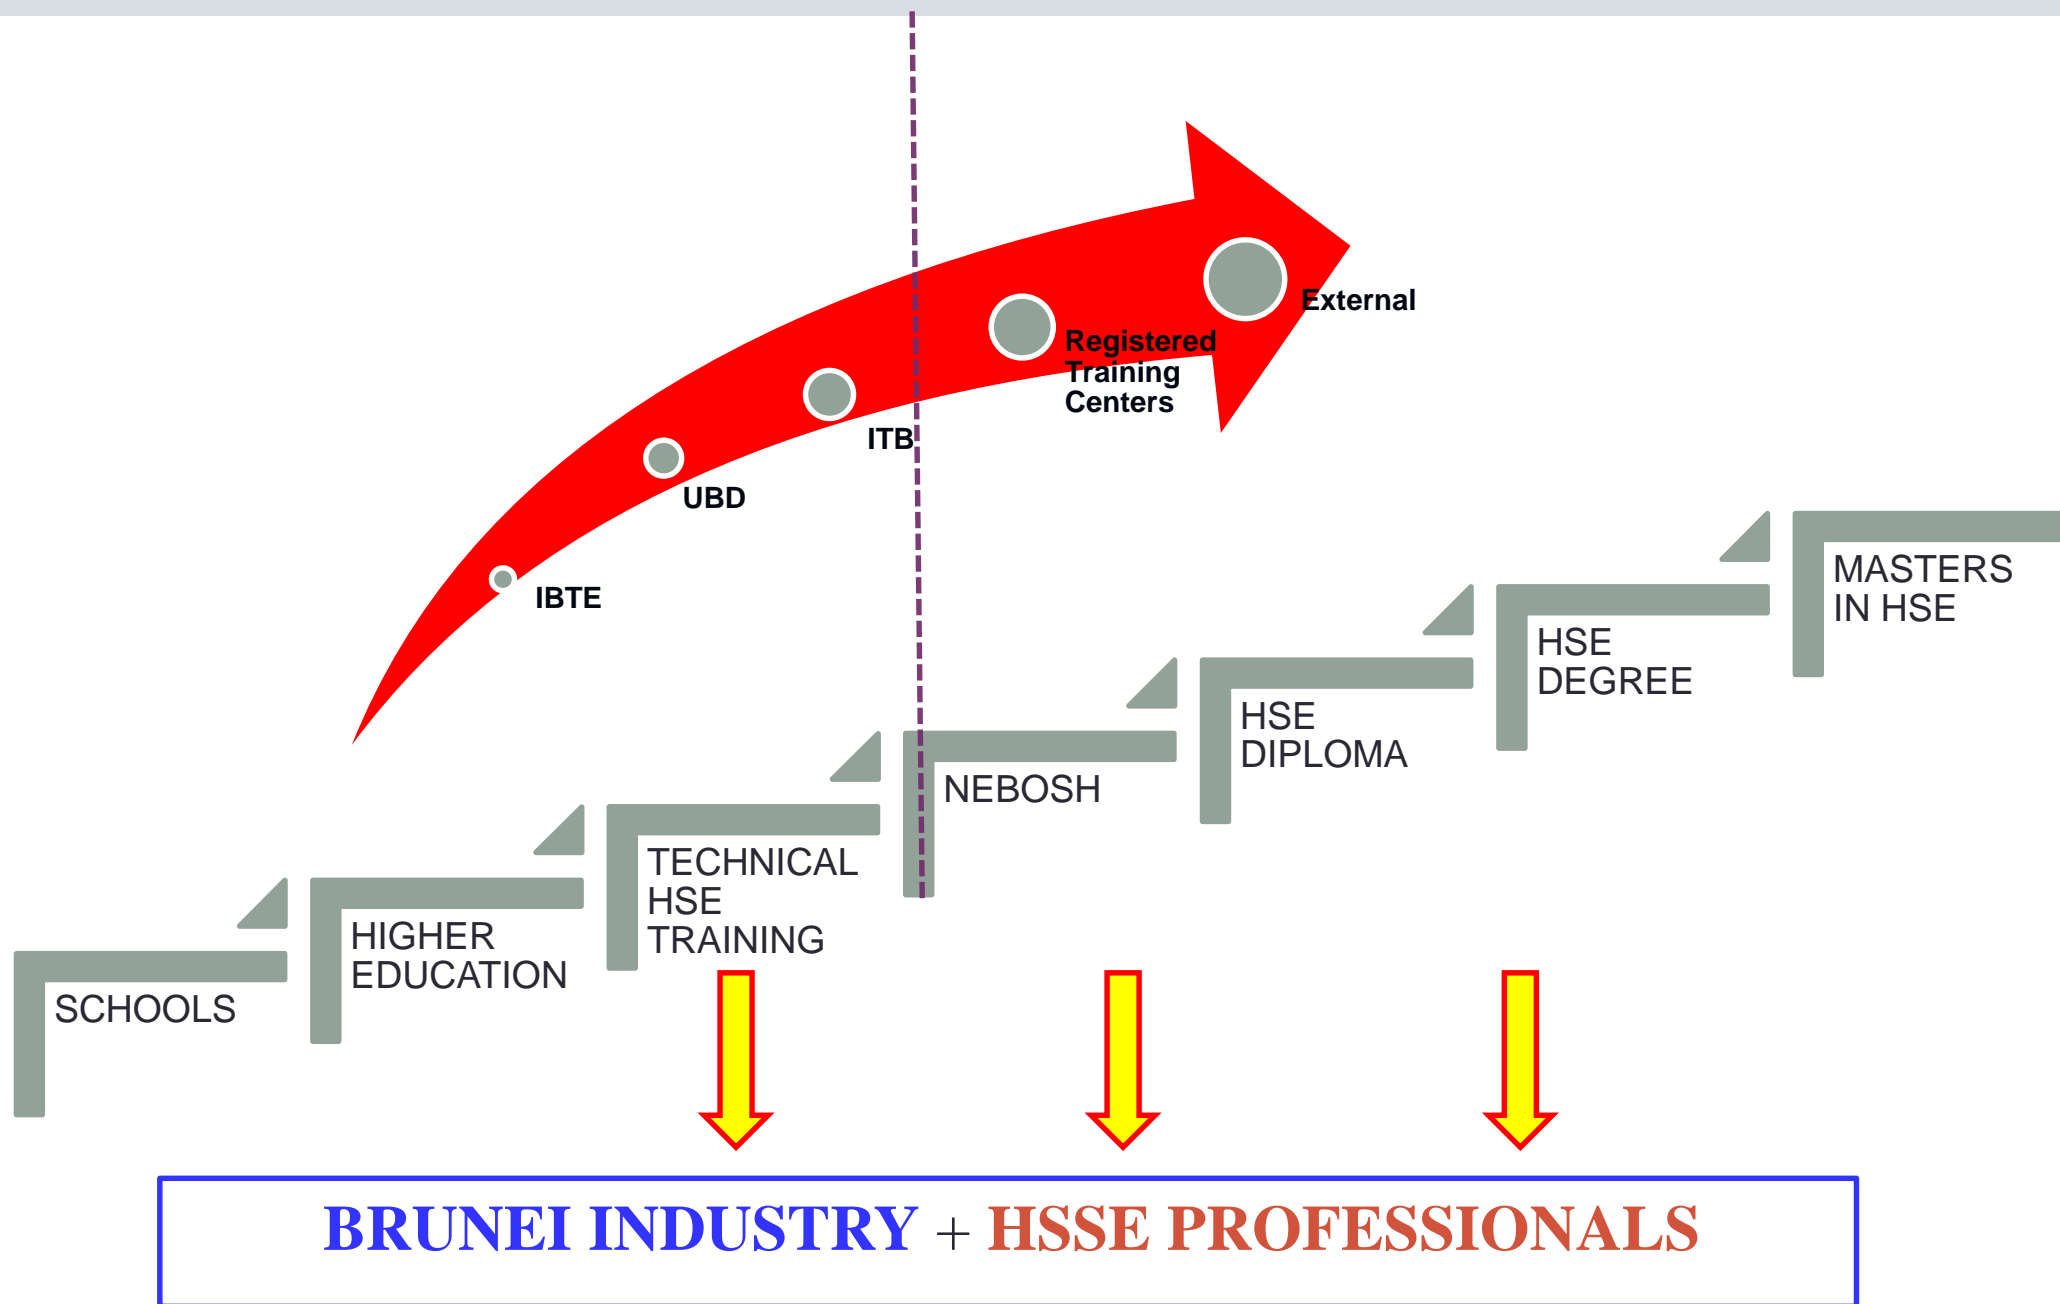 External
Registered
Training
Centers
ITB
UBD
IBTE
MASTERS
IN HSE
HSE
DEGREE
HSE
DIPLOMA
NEBOSH
TECHNICAL
HSE
TRAINING
HIGHER
EDUCATION
SCHOOLS
BRUNEI INDUSTRY + HSSE PROFESSIONALS